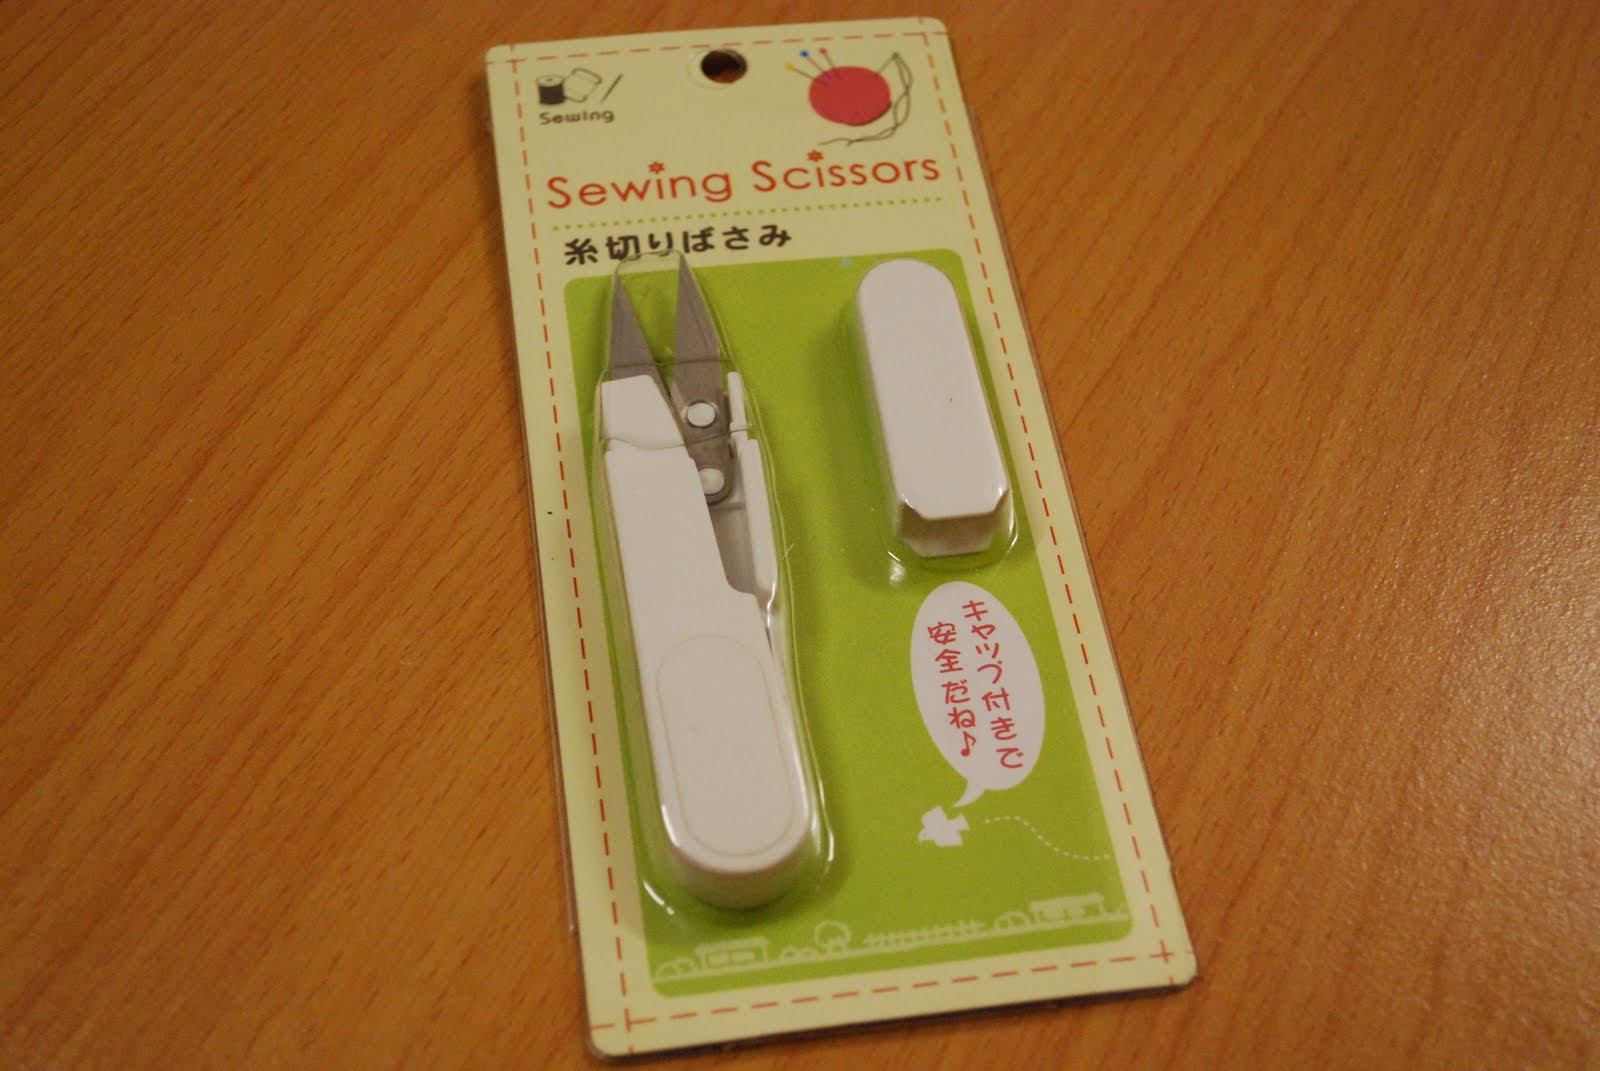 Sewing
Sewing Scissors
糸切りばさみ
キャップ付きで
安全だね♪